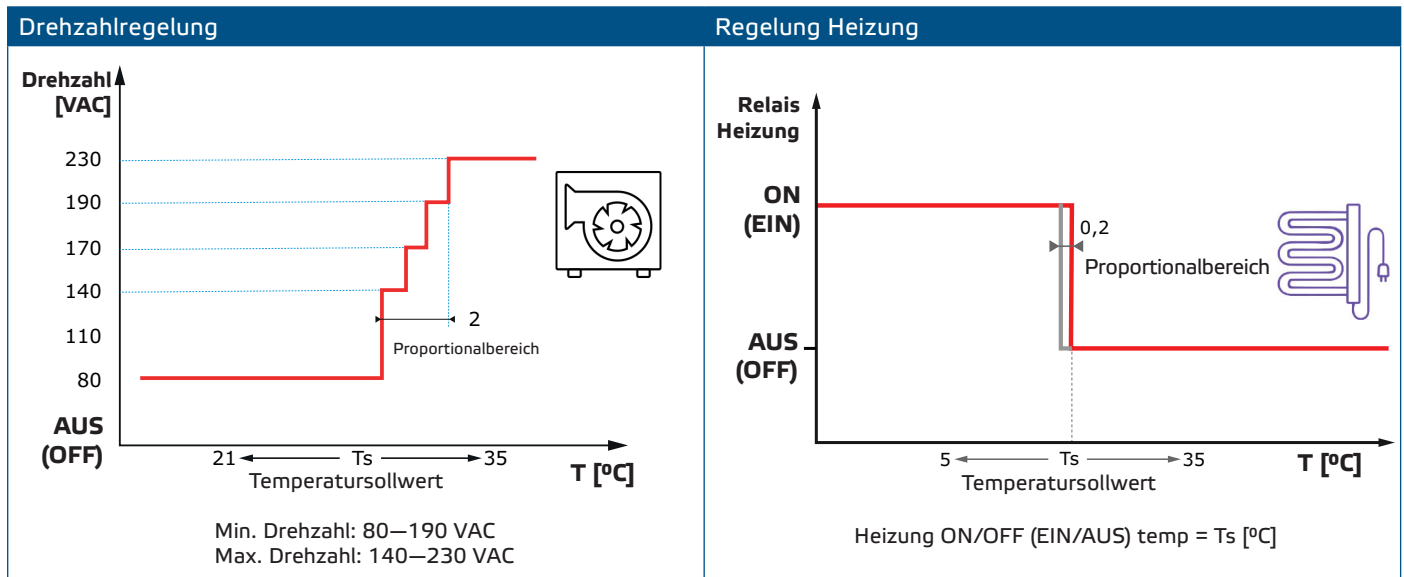 Drehzahlregelung
Drehzahl
[VAC]
230
190
170
140
110
80
AUS
(OFF)
2
Proportionalbereich
21 Ts 35
T [ºC]
Temperatursollwert
Min. Drehzahl: 80—190 VAC
Max. Drehzahl: 140—230 VAC
Regelung Heizung
Relais
Heizung
ON
(EIN)
0,2
Proportionalbereich
AUS
(OFF)
5 Ts 35
T [ºC]
Temperatursollwert
Heizung ON/OFF (EIN/AUS) temp = Ts [ºC]